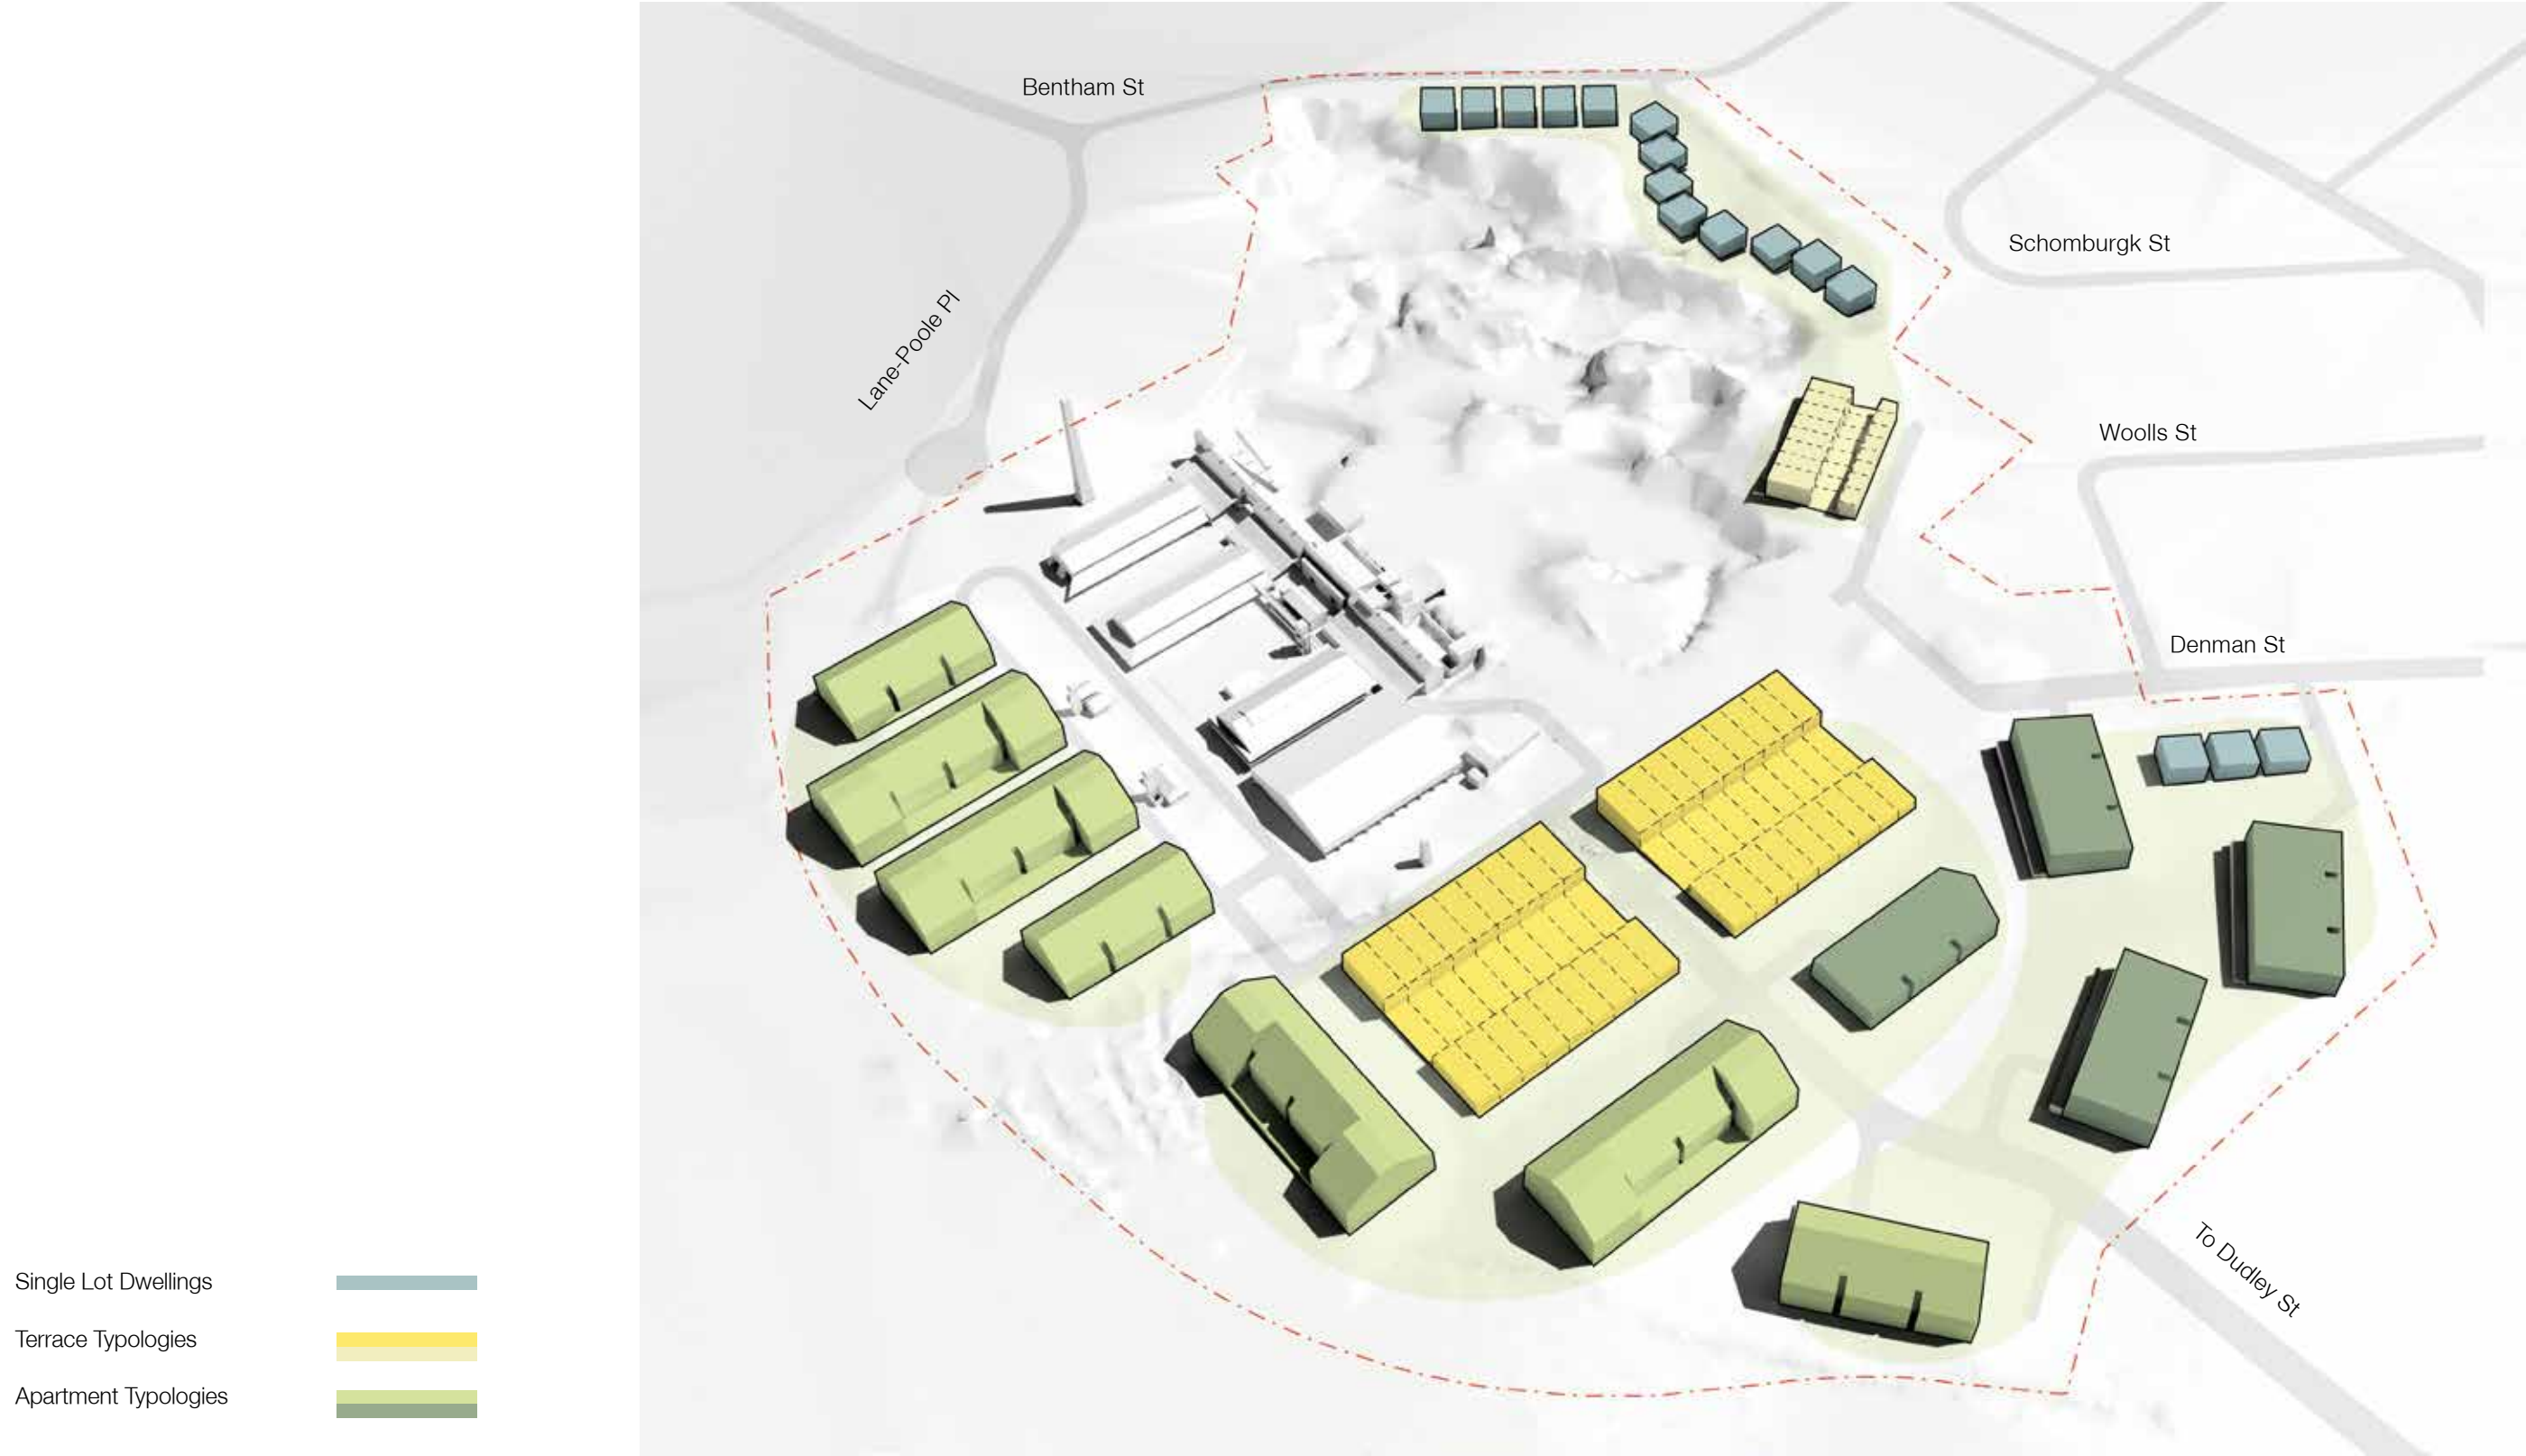 Bentham St
Schomburgk St
Lane-Poole Pl
Woolls St
Denman St
To Dudley St
Single Lot Dwellings
Terrace Typologies
Apartment Typologies